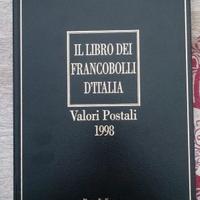 IL LIBRO DEI
FRANCOBOLLI
D'ITALIA
Valori Postali
1998